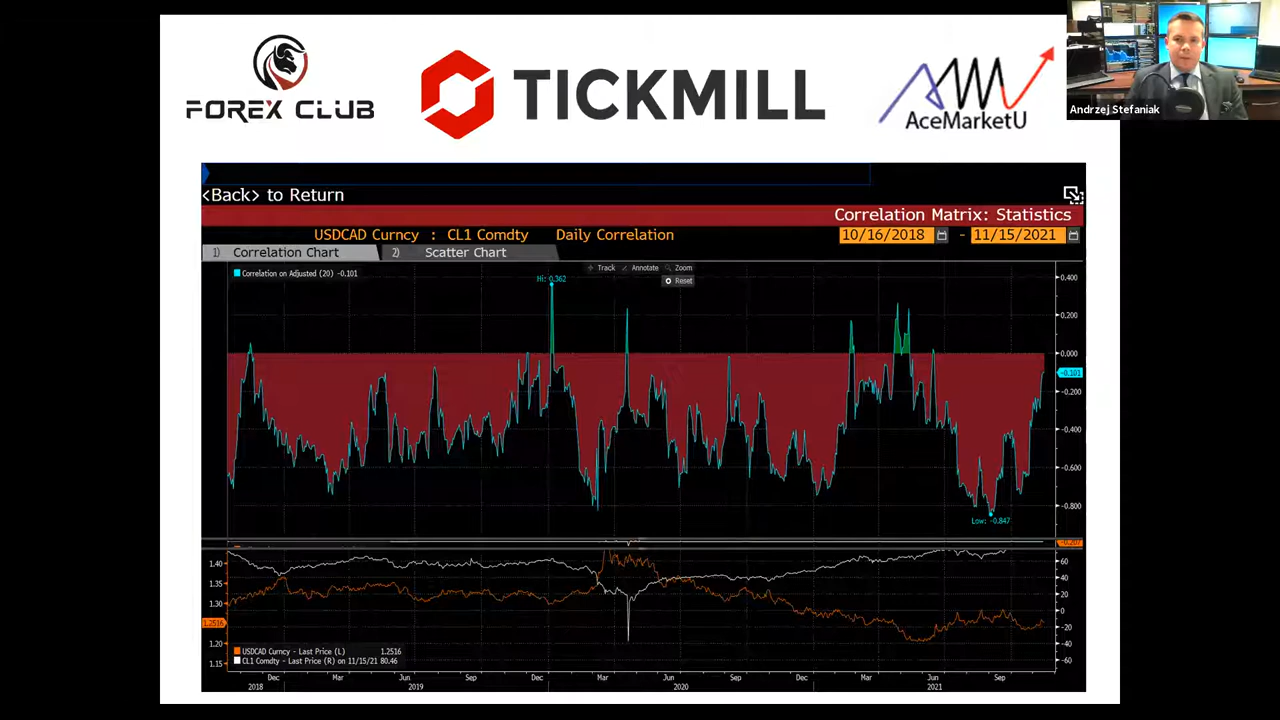 FOREX CLUB
TICKMILL
AceMarketU
Andrzej Stefaniak
<Back> to Return
Correlation Matrix: Statistics
USDCAD Curncy : CL1 Comdty Daily Correlation
10/16/2018 - 11/15/2021
1) Correlation Chart 2) Scatter Chart
Correlation on Adjusted (20) -0.101
Track Annotate Zoom
Reset
Hi: 0.362
0.400
0.200
0.000
-0.101
-0.200
-0.400
-0.600
-0.800
Low: -0.847
-0.207
1.40
1.35
1.30
1.2516
1.20
1.15
60
40
20
0
-20
-40
-60
USDCAD Curncy - Last Price (L) 1.2516
CL1 Comdty - Last Price (R) on 11/15/21 80.46
Dec Mar Jun Sep Dec Mar Jun Sep Dec Mar Jun Sep
2018 2019 2020 2021